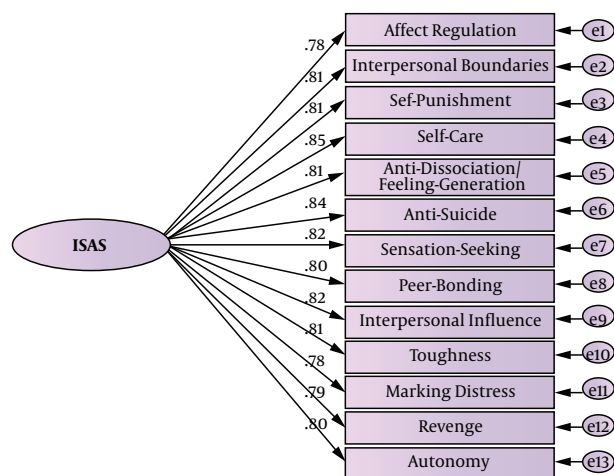 Affect Regulation
e1
.78
Interpersonal Boundaries
e2
.81
Sef-Punishment
e3
.81
Self-Care
e4
.85
Anti-Dissociation/
Feeling-Generation
e5
.81
Anti-Suicide
e6
.84
ISAS
Sensation-Seeking
e7
.82
Peer-Bonding
e8
.80
Interpersonal Influence
e9
.82
Toughness
e10
.81
Marking Distress
e11
.78
Revenge
e12
.79
Autonomy
e13
.80